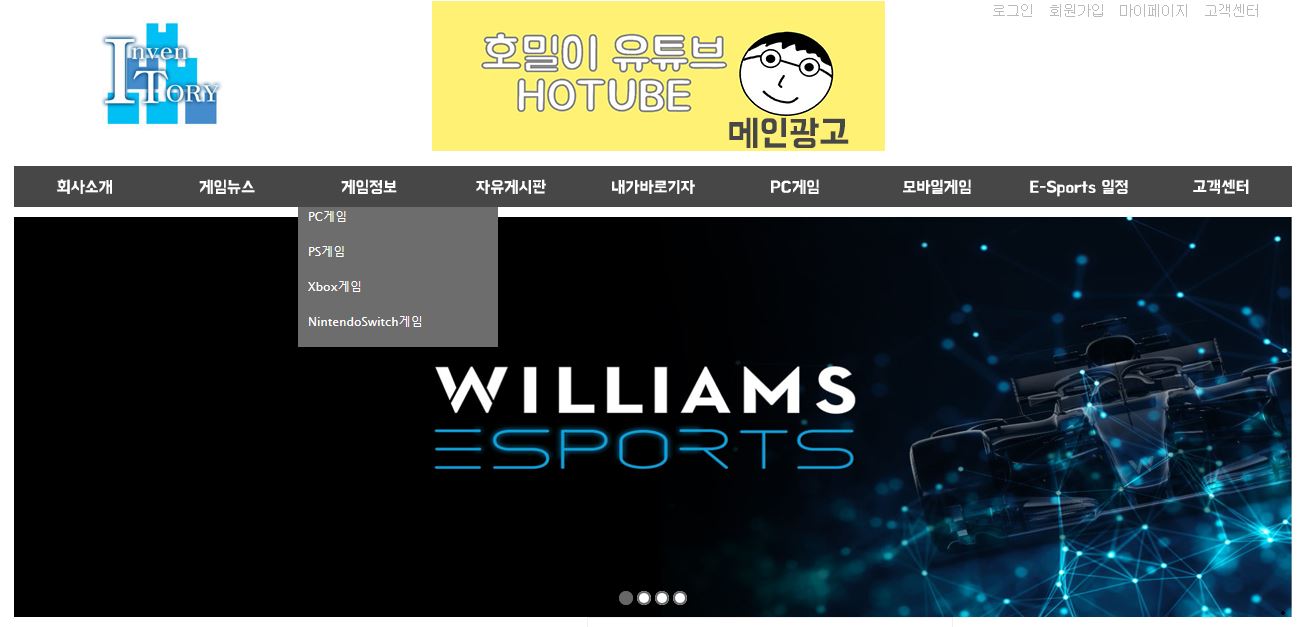 로그인 회원가입 마이페이지 고객센터
Inven
Tory
호밀이 유튜브
HOTUBE
메인광고
회사소개 게임뉴스 게임정보 자유게시판 내가바로기자 PC게임 모바일게임 E-Sports 일정 고객센터
PC게임
PS게임
Xbox게임
NintendoSwitch게임
WILLIAMS
ESPORTS